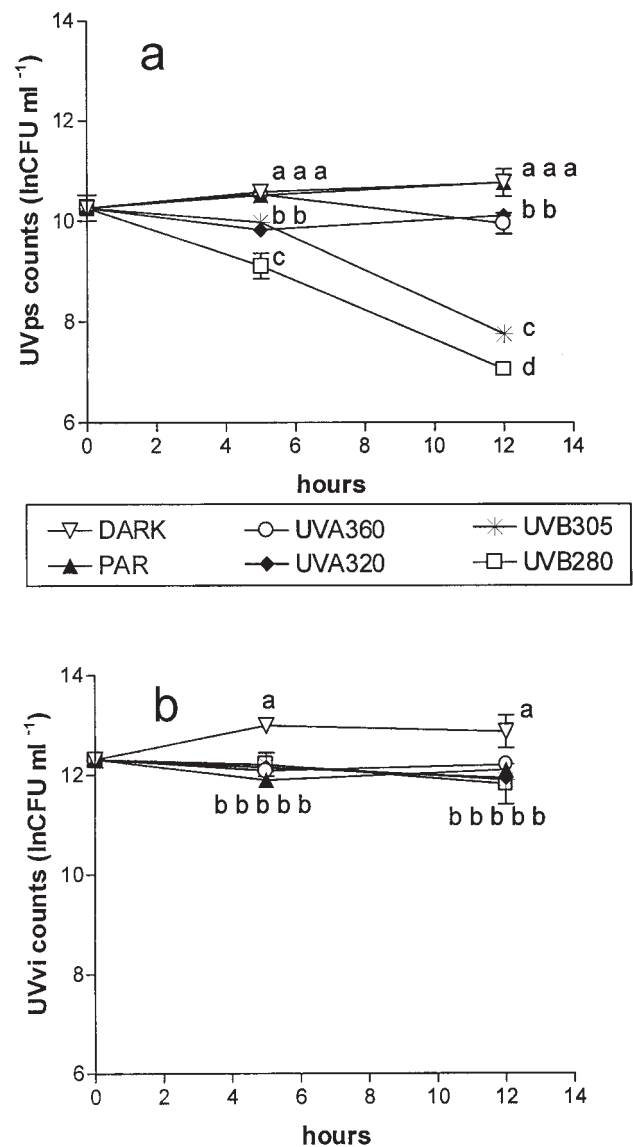 14
a
12
a a a
a a a
10
b b
b b
c
8
c
d
6
0 2 4 6 8 10 12 14
UVps counts (lnCFU ml⁻¹)
hours
DARK UVA360 UVB305
PAR UVA320 UVB280
14
b
a
a
12
b b b b b
b b b b b
10
8
6
0 2 4 6 8 10 12 14
UVvi counts (lnCFU ml⁻¹)
hours